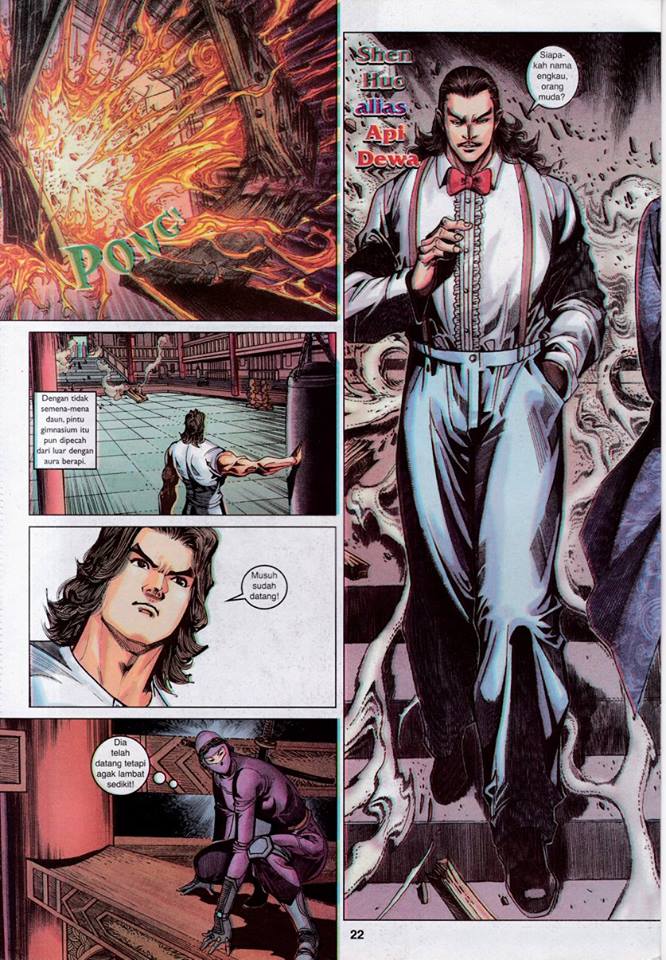 PONG!
Dengan tidak
semena-mena
daun, pintu
gimnasium itu
pun dipecah
dari luar dengan
aura berapi.
Musuh
sudah
datang!
Dia
telah
datang tetapi
agak lambat
sedikit!
Shen
Huo
alias
Api
Dewa
Siapa-
kah nama
engkau,
orang
muda?
22